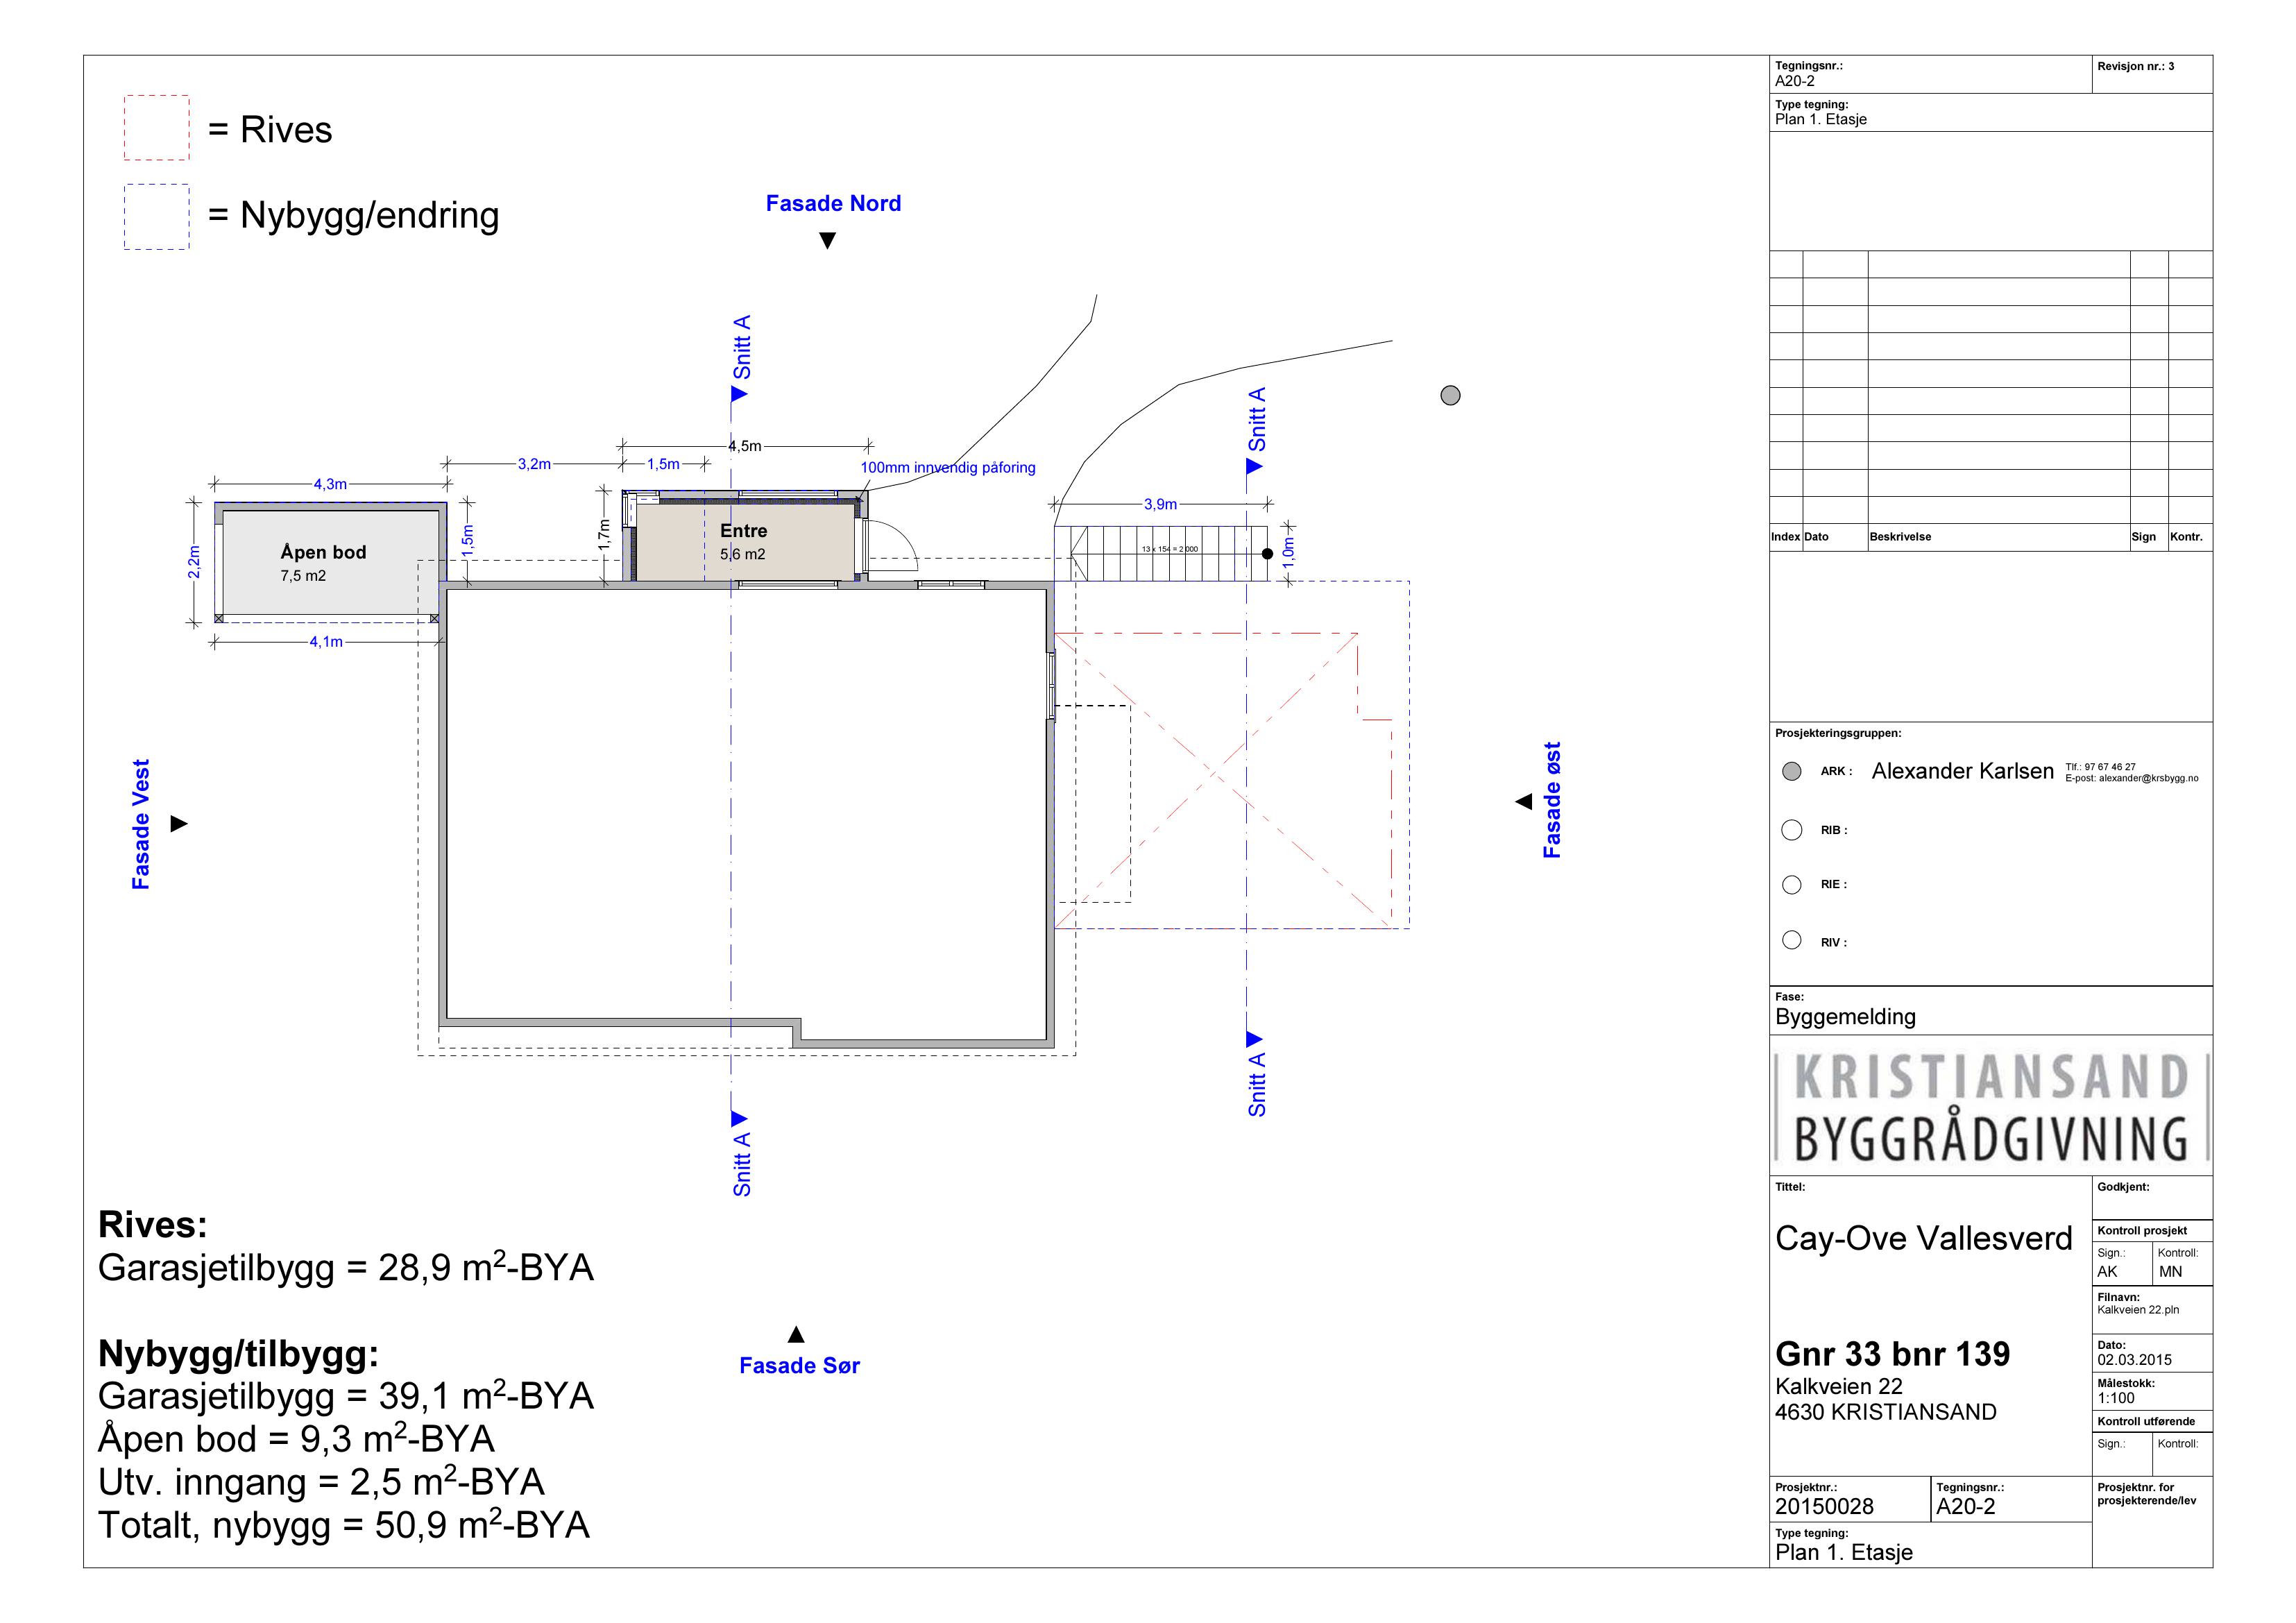 = Rives
= Nybygg/endring
Fasade Nord
Snitt A
Snitt A
4,5m
3,2m
1,5m
100mm innvendig påforing
4,3m
3,9m
1,5m
1,7m
Entre
5,6 m2
Åpen bod
7,5 m2
2,2m
13 x 154 = 2 000
1,0m
4,1m
Fasade Vest
Fasade øst
Snitt A
Snitt A
Fasade Sør
Rives:
Garasjetilbygg = 28,9 m²-BYA
Nybygg/tilbygg:
Garasjetilbygg = 39,1 m²-BYA
Åpen bod = 9,3 m²-BYA
Utv. inngang = 2,5 m²-BYA
Totalt, nybygg = 50,9 m²-BYA
Tegningsnr.:
A20-2
Revisjon nr.: 3
Type tegning:
Plan 1. Etasje
Index Dato Beskrivelse Sign Kontr.
Prosjekteringsgruppen:
ARK : Alexander Karlsen
Tlf.: 97 67 46 27
E-post: alexander@krsbygg.no
RIB :
RIE :
RIV :
Fase:
Byggemelding
KRISTIANSAND
BYGGRÅDGIVNING
Tittel:
Cay-Ove Vallesverd
Gnr 33 bnr 139
Kalkveien 22
4630 KRISTIANSAND
Godkjent:
Kontroll prosjekt
Sign.: Kontroll:
AK MN
Filnavn:
Kalkveien 22.pln
Dato:
02.03.2015
Målestokk:
1:100
Kontroll utførende
Sign.: Kontroll:
Prosjektnr.:
20150028
Tegningsnr.:
A20-2
Prosjektnr. for
prosjekterende/lev
Type tegning:
Plan 1. Etasje